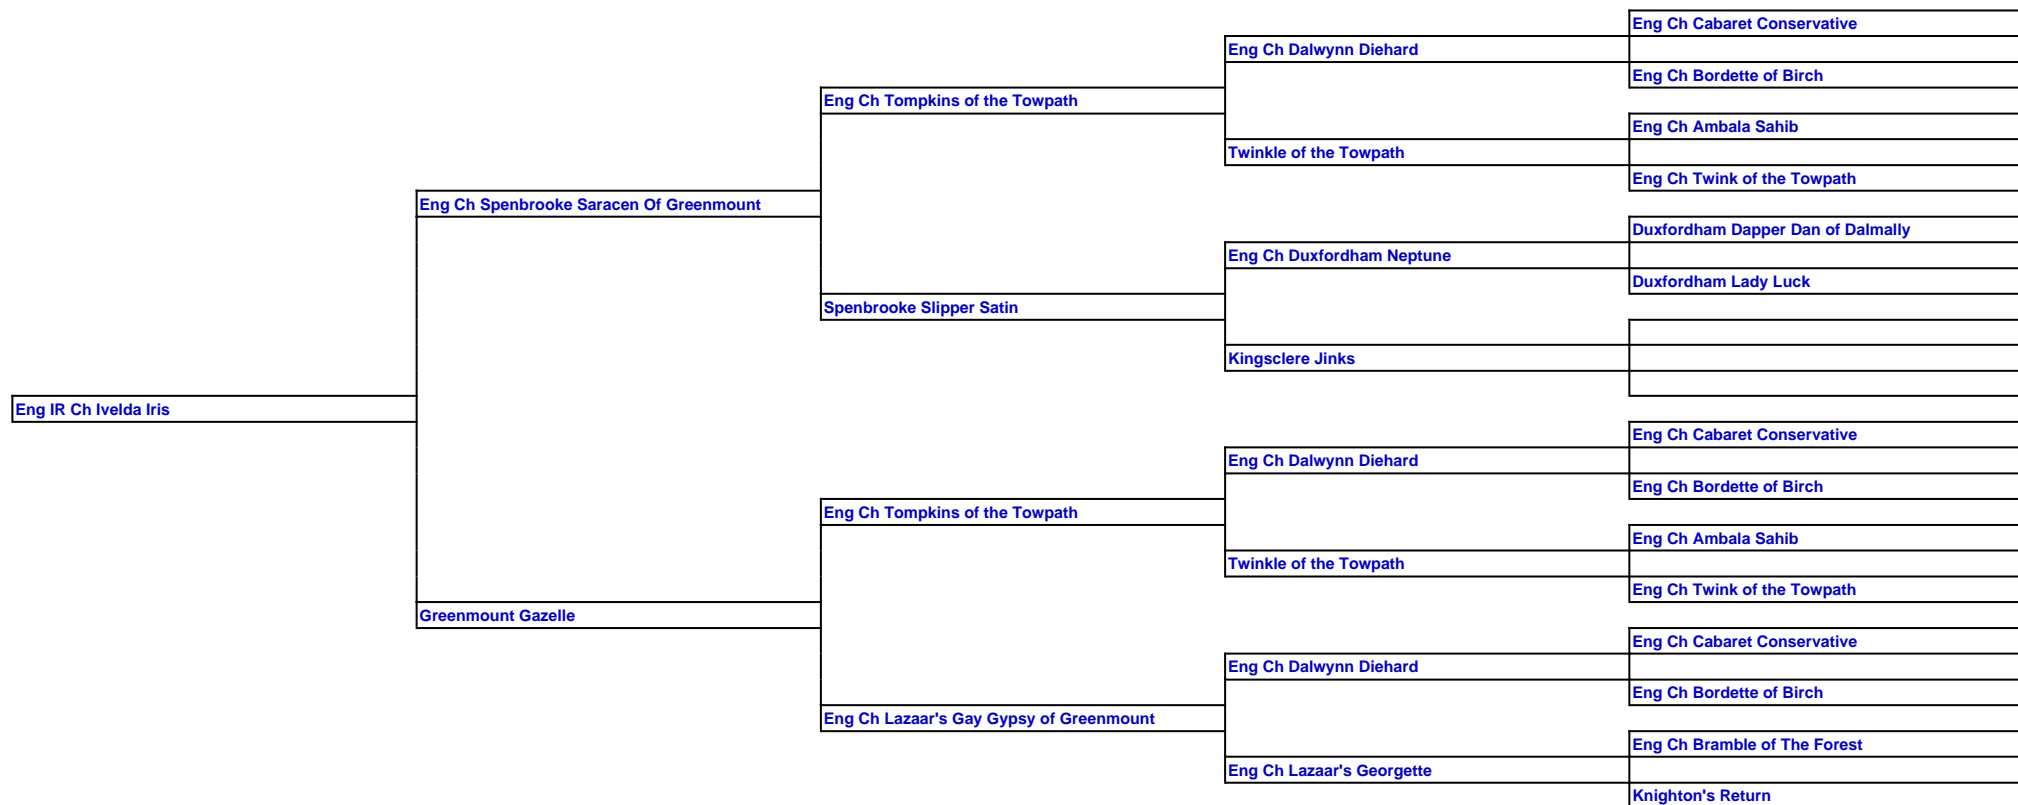 Eng Ch Cabaret Conservative
Eng Ch Dalwynn Diehard
Eng Ch Bordette of Birch
Eng Ch Tompkins of the Towpath
Eng Ch Ambala Sahib
Twinkle of the Towpath
Eng Ch Twink of the Towpath
Eng Ch Spenbrooke Saracen Of Greenmount
Duxfordham Dapper Dan of Dalmally
Eng Ch Duxfordham Neptune
Duxfordham Lady Luck
Spenbrooke Slipper Satin
Kingsclere Jinks
Eng IR Ch Ivelda Iris
Eng Ch Cabaret Conservative
Eng Ch Dalwynn Diehard
Eng Ch Bordette of Birch
Eng Ch Tompkins of the Towpath
Eng Ch Ambala Sahib
Twinkle of the Towpath
Eng Ch Twink of the Towpath
Greenmount Gazelle
Eng Ch Cabaret Conservative
Eng Ch Dalwynn Diehard
Eng Ch Bordette of Birch
Eng Ch Lazaar's Gay Gypsy of Greenmount
Eng Ch Bramble of The Forest
Eng Ch Lazaar's Georgette
Knighton's Return